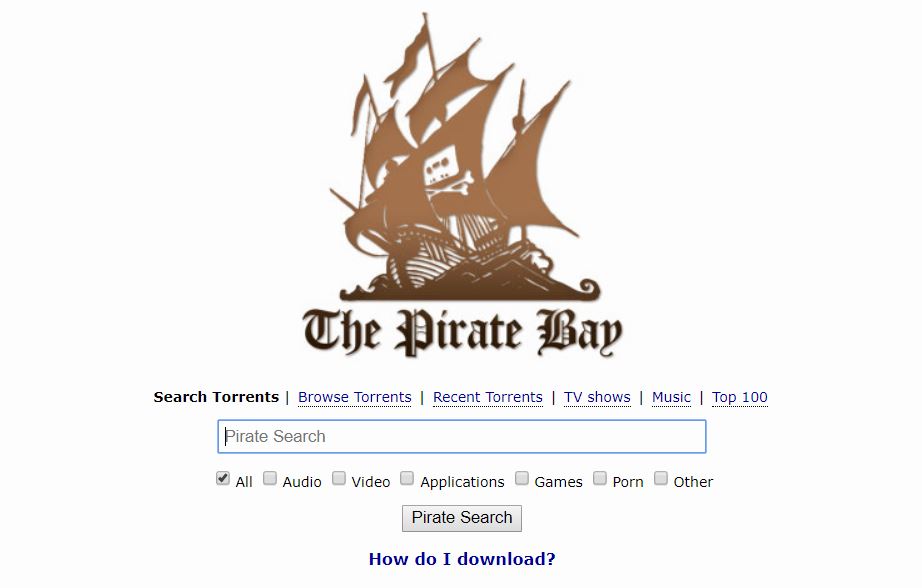 The Pirate Bay
Search Torrents | Browse Torrents | Recent Torrents | TV shows | Music | Top 100
Pirate Search
All Audio Video Applications Games Porn Other
Pirate Search
How do I download?